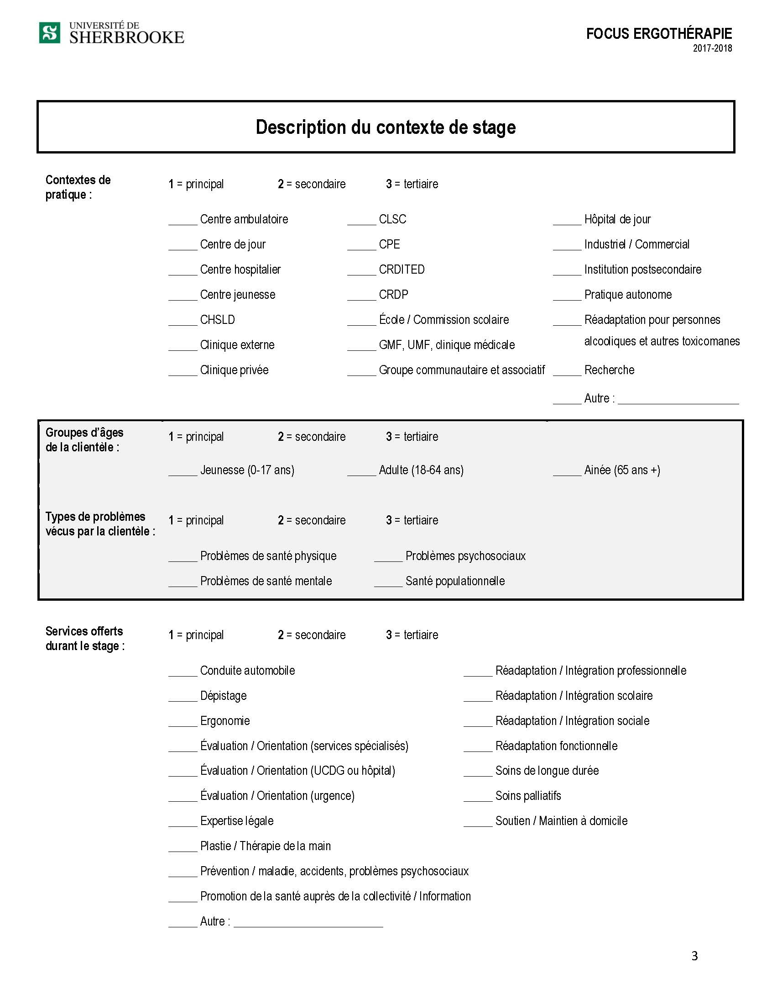 UNIVERSITÉ DE
SHERBROOKE
FOCUS ERGOTHÉRAPIE
2017-2018
Description du contexte de stage
Contextes de
pratique :
1 = principal 2 = secondaire 3 = tertiaire
_____ Centre ambulatoire _____ CLSC _____ Hôpital de jour
_____ Centre de jour _____ CPE _____ Industriel / Commercial
_____ Centre hospitalier _____ CRDITED _____ Institution postsecondaire
_____ Centre jeunesse _____ CRDP _____ Pratique autonome
_____ CHSLD _____ École / Commission scolaire _____ Réadaptation pour personnes
_____ Clinique externe _____ GMF, UMF, clinique médicale alcooliques et autres toxicomanes
_____ Clinique privée _____ Groupe communautaire et associatif _____ Recherche
_____ Autre : _____________________
Groupes d’âges
de la clientèle :
1 = principal 2 = secondaire 3 = tertiaire
_____ Jeunesse (0-17 ans) _____ Adulte (18-64 ans) _____ Ainée (65 ans +)
Types de problèmes
vécus par la clientèle :
1 = principal 2 = secondaire 3 = tertiaire
_____ Problèmes de santé physique _____ Problèmes psychosociaux
_____ Problèmes de santé mentale _____ Santé populationnelle
Services offerts
durant le stage :
1 = principal 2 = secondaire 3 = tertiaire
_____ Conduite automobile _____ Réadaptation / Intégration professionnelle
_____ Dépistage _____ Réadaptation / Intégration scolaire
_____ Ergonomie _____ Réadaptation / Intégration sociale
_____ Évaluation / Orientation (services spécialisés) _____ Réadaptation fonctionnelle
_____ Évaluation / Orientation (UCDG ou hôpital) _____ Soins de longue durée
_____ Évaluation / Orientation (urgence) _____ Soins palliatifs
_____ Expertise légale _____ Soutien / Maintien à domicile
_____ Plastie / Thérapie de la main
_____ Prévention / maladie, accidents, problèmes psychosociaux
_____ Promotion de la santé auprès de la collectivité / Information
_____ Autre : __________________________
3